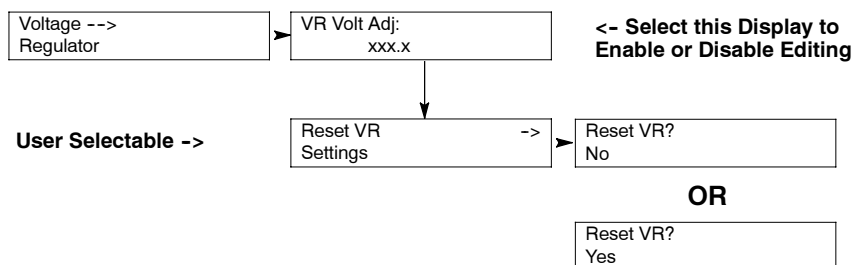 Voltage -->
Regulator
VR Volt Adj:
xxx.x
<- Select this Display to
Enable or Disable Editing
User Selectable ->
Reset VR ->
Settings
Reset VR?
No
OR
Reset VR?
Yes